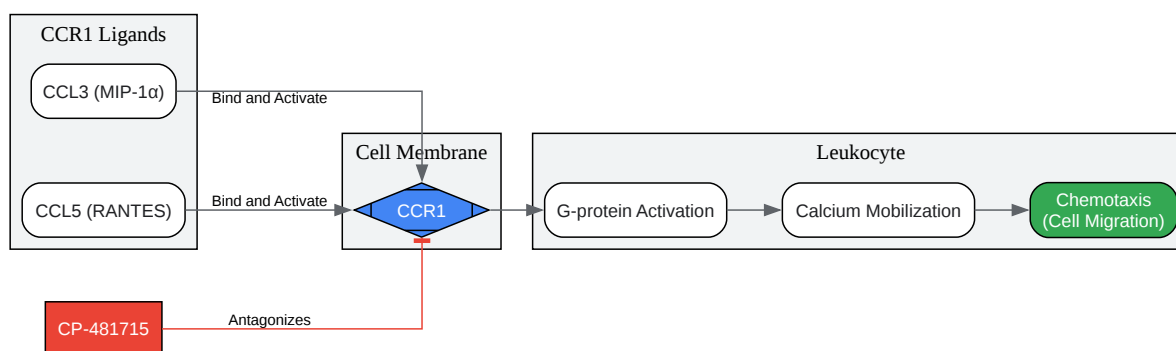 CCR1 Ligands
CCL3 (MIP-1α)
Bind and Activate
Cell Membrane
Leukocyte
CCL5 (RANTES)
Bind and Activate
CCR1
G-protein Activation
Calcium Mobilization
Chemotaxis
(Cell Migration)
CP-481715
Antagonizes